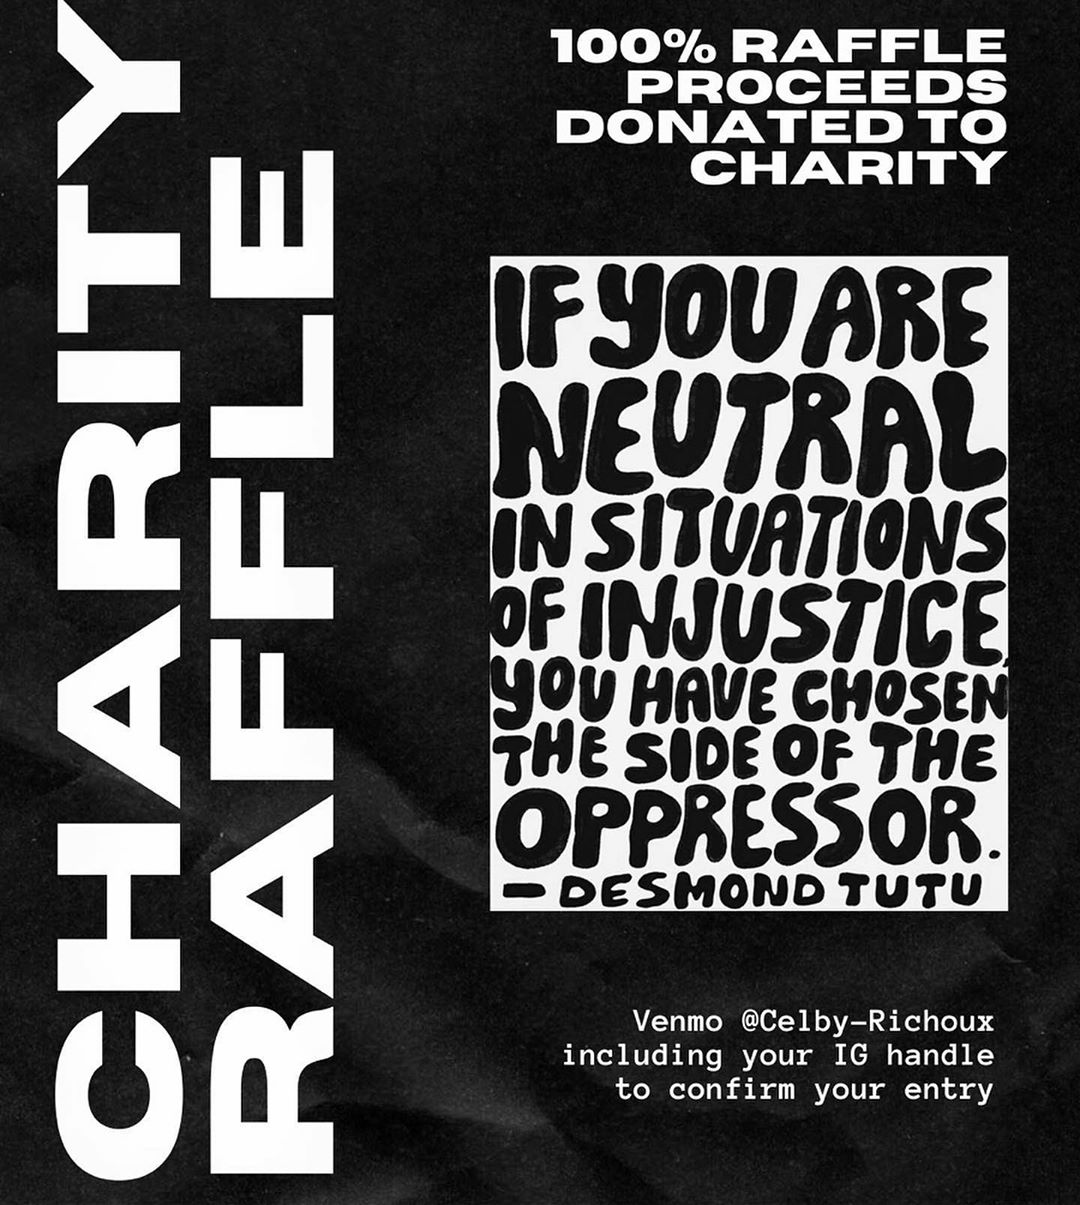 CHARITY
RAFFLE
100% RAFFLE
PROCEEDS
DONATED TO
CHARITY
IF YOU ARE
NEUTRAL
IN SITUATIONS
OF INJUSTICE,
YOU HAVE CHOSEN
THE SIDE OF THE
OPPRESSOR.
— DESMOND TUTU
Venmo @Celby-Richoux
including your IG handle
to confirm your entry